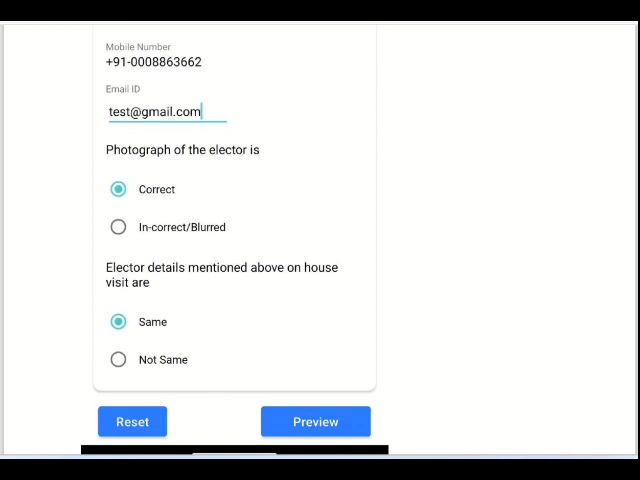 Mobile Number
+91-0008863662
Email ID
test@gmail.com
Photograph of the elector is
Correct
In-correct/Blurred
Elector details mentioned above on house
visit are
Same
Not Same
Reset
Preview